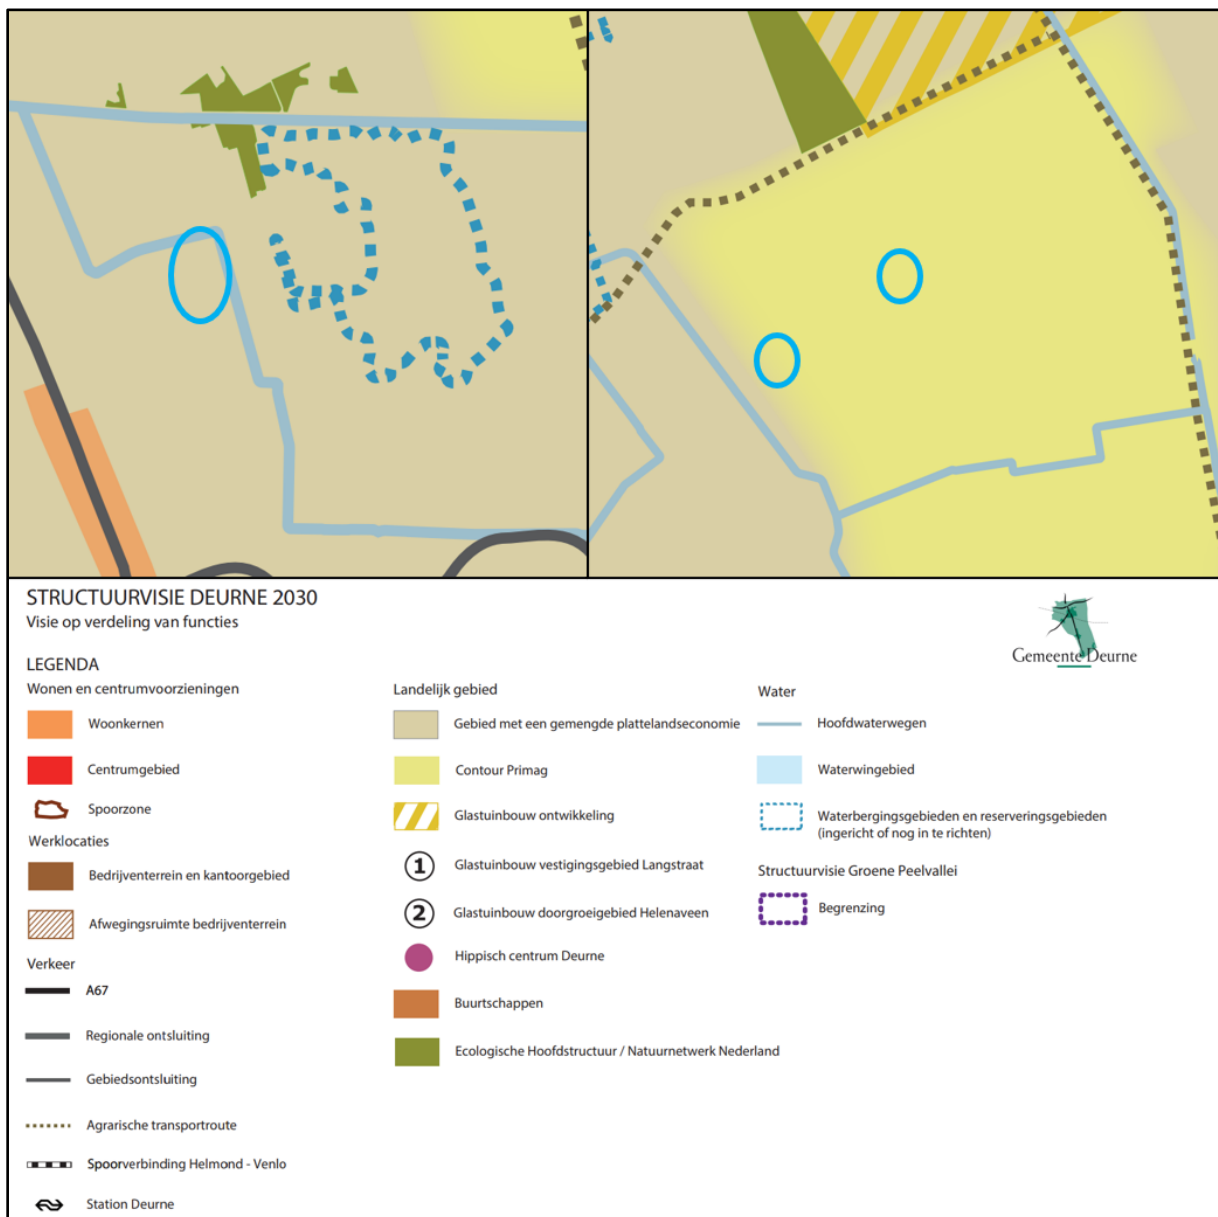 STRUCTUURVISIE DEURNE 2030
Visie op verdeling van functies
Gemeente Deurne
LEGENDA
Wonen en centrumvoorzieningen
Woonkernen
Centrumgebied
Spoorzone
Werklocaties
Bedrijventerrein en kantoorgebied
Afwegingsruimte bedrijventerrein
Verkeer
A67
Regionale ontsluiting
Gebiedsontsluiting
Agrarische transportroute
Spoorverbinding Helmond - Venlo
Station Deurne
Landelijk gebied
Gebied met een gemengde plattelandseconomie
Contour Primag
Glastuinbouw ontwikkeling
1 Glastuinbouw vestigingsgebied Langstraat
2 Glastuinbouw doorgroeigebied Helenaveen
Hippisch centrum Deurne
Buurtschappen
Ecologische Hoofdstructuur / Natuurnetwerk Nederland
Water
Hoofdwaterwegen
Waterwingebied
Waterbergingsgebieden en reserveringsgebieden
(ingericht of nog in te richten)
Structuurvisie Groene Peelvallei
Begrenzing